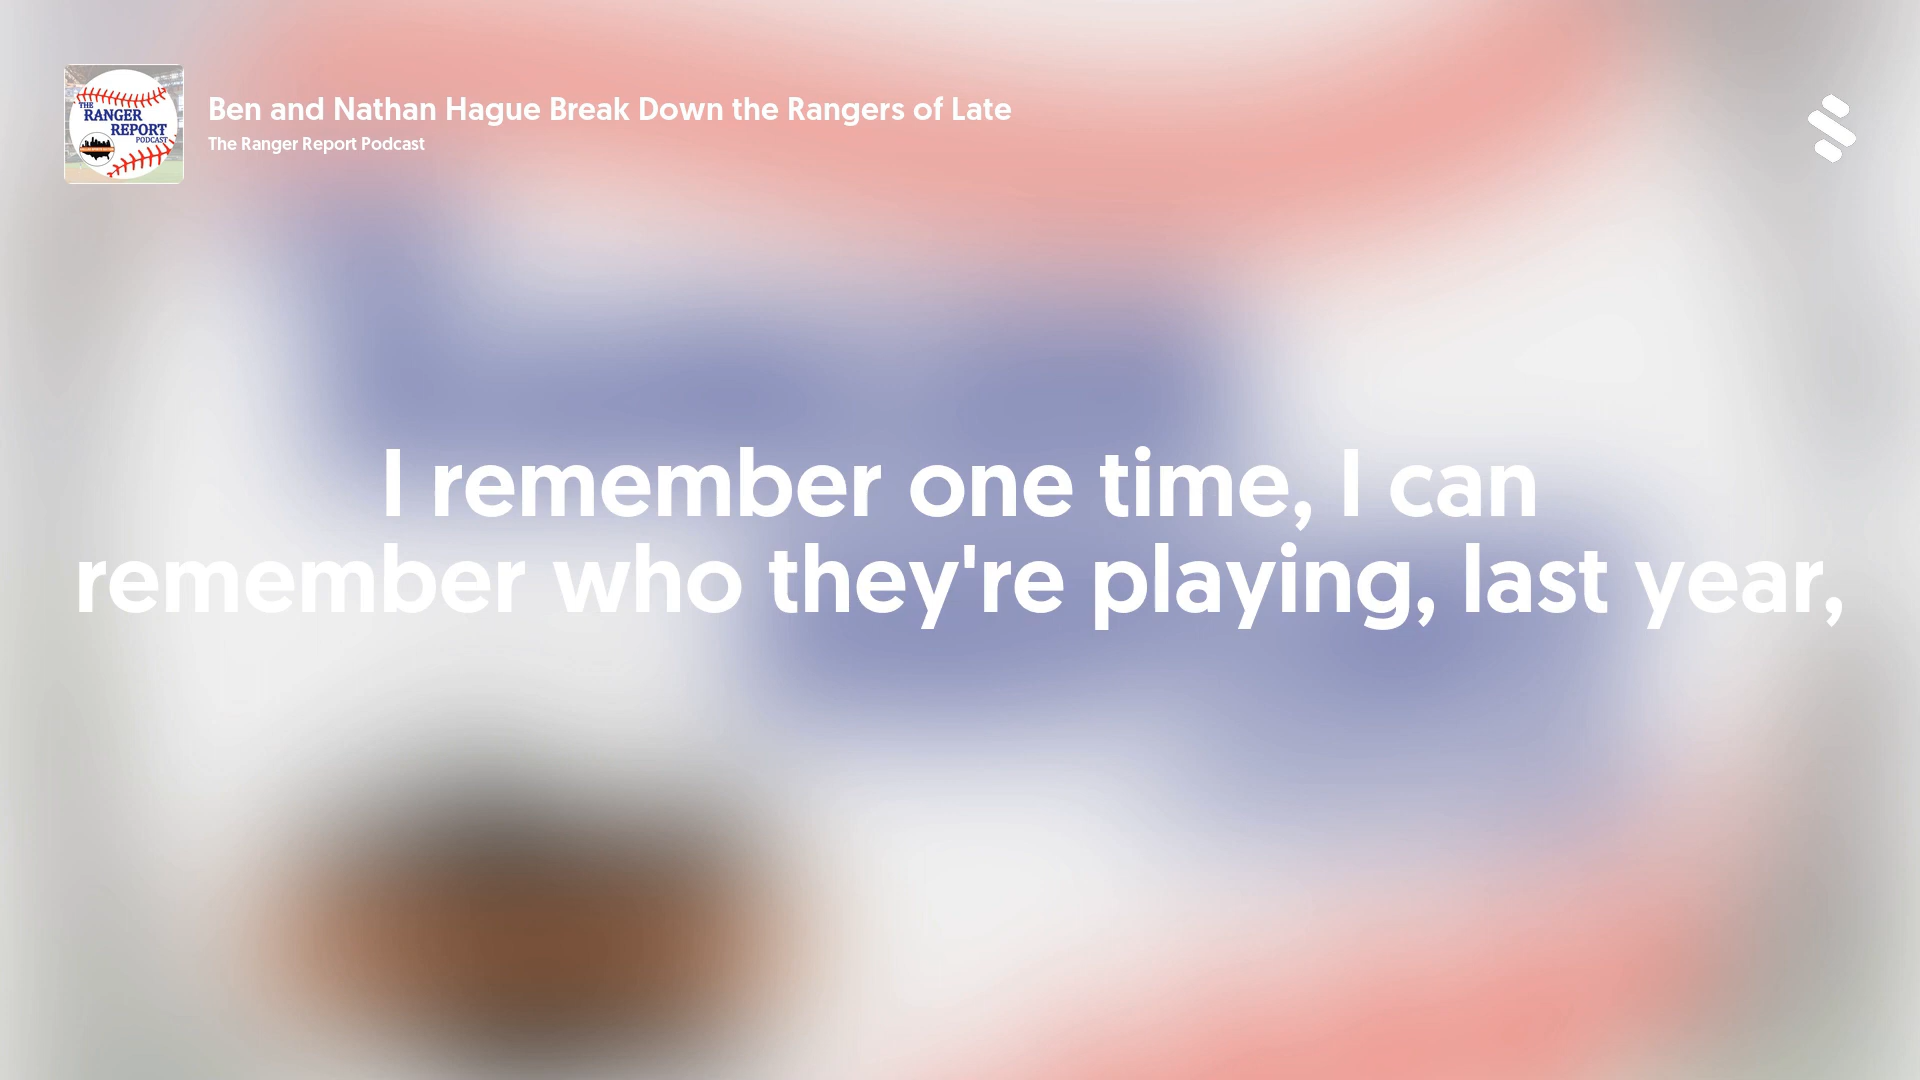 THE
RANGER
REPORT
PODCAST
Ben and Nathan Hague Break Down the Rangers of Late
The Ranger Report Podcast
I remember one time, I can
remember who they're playing, last year,